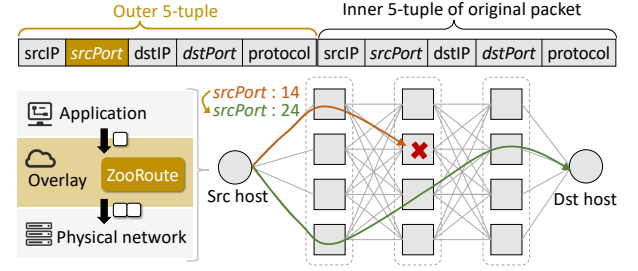 Outer 5-tuple Inner 5-tuple of original packet
srcIP srcPort dstIP dstPort protocol srcIP srcPort dstIP dstPort protocol
srcPort : 14
srcPort : 24
Application
Overlay
ZooRoute
Physical network
Src host
Dst host